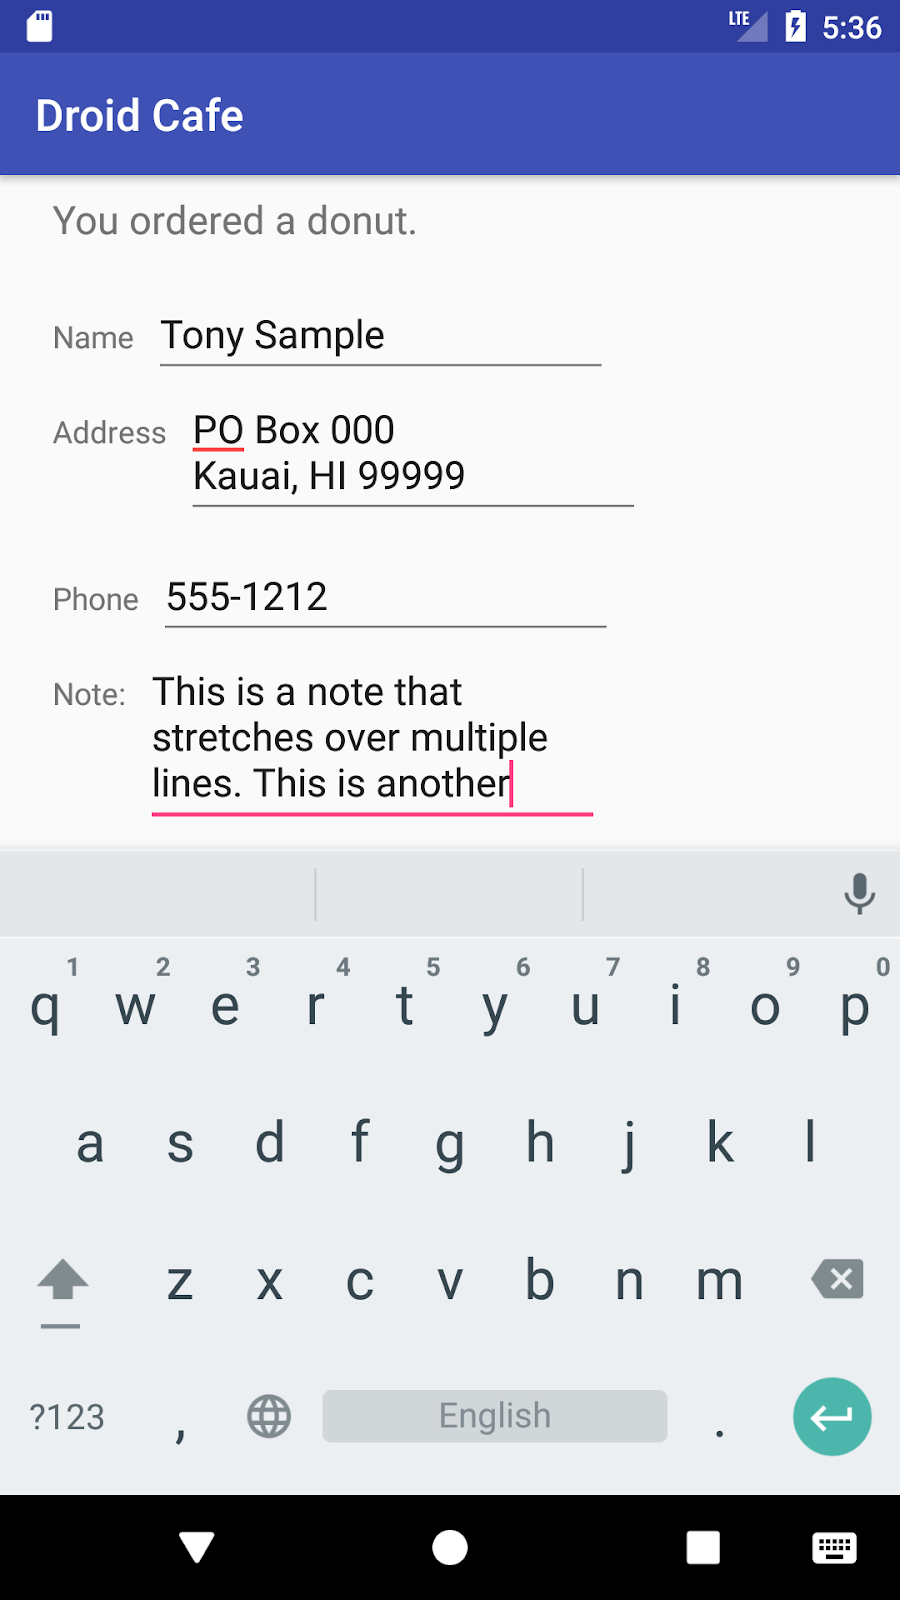 LTE 5:36
Droid Cafe
You ordered a donut.
Name Tony Sample
Address PO Box 000
Kauai, HI 99999
Phone 555-1212
Note: This is a note that
stretches over multiple
lines. This is another
1 2 3 4 5 6 7 8 9 0
q w e r t y u i o p
a s d f g h j k l
z x c v b n m
?123 , English .